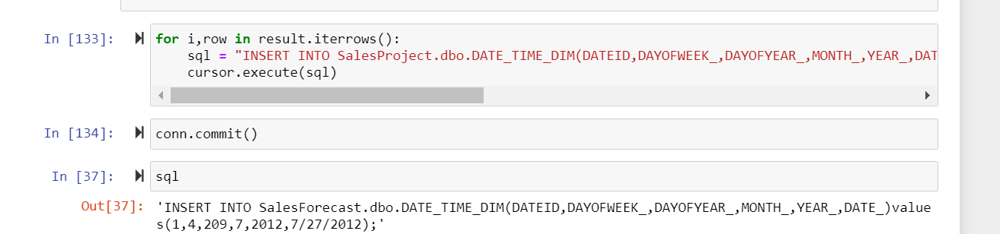 In [133]:
for i,row in result.iterrows():
sql = "INSERT INTO SalesProject.dbo.DATE_TIME_DIM(DATEID,DAYOFWEEK_,DAYOFYEAR_,MONTH_,YEAR_,DAT
cursor.execute(sql)
In [134]:
conn.commit()
In [37]:
sql
Out[37]:
'INSERT INTO SalesForecast.dbo.DATE_TIME_DIM(DATEID,DAYOFWEEK_,DAYOFYEAR_,MONTH_,YEAR_,DATE_)value
s(1,4,209,7,2012,7/27/2012);'